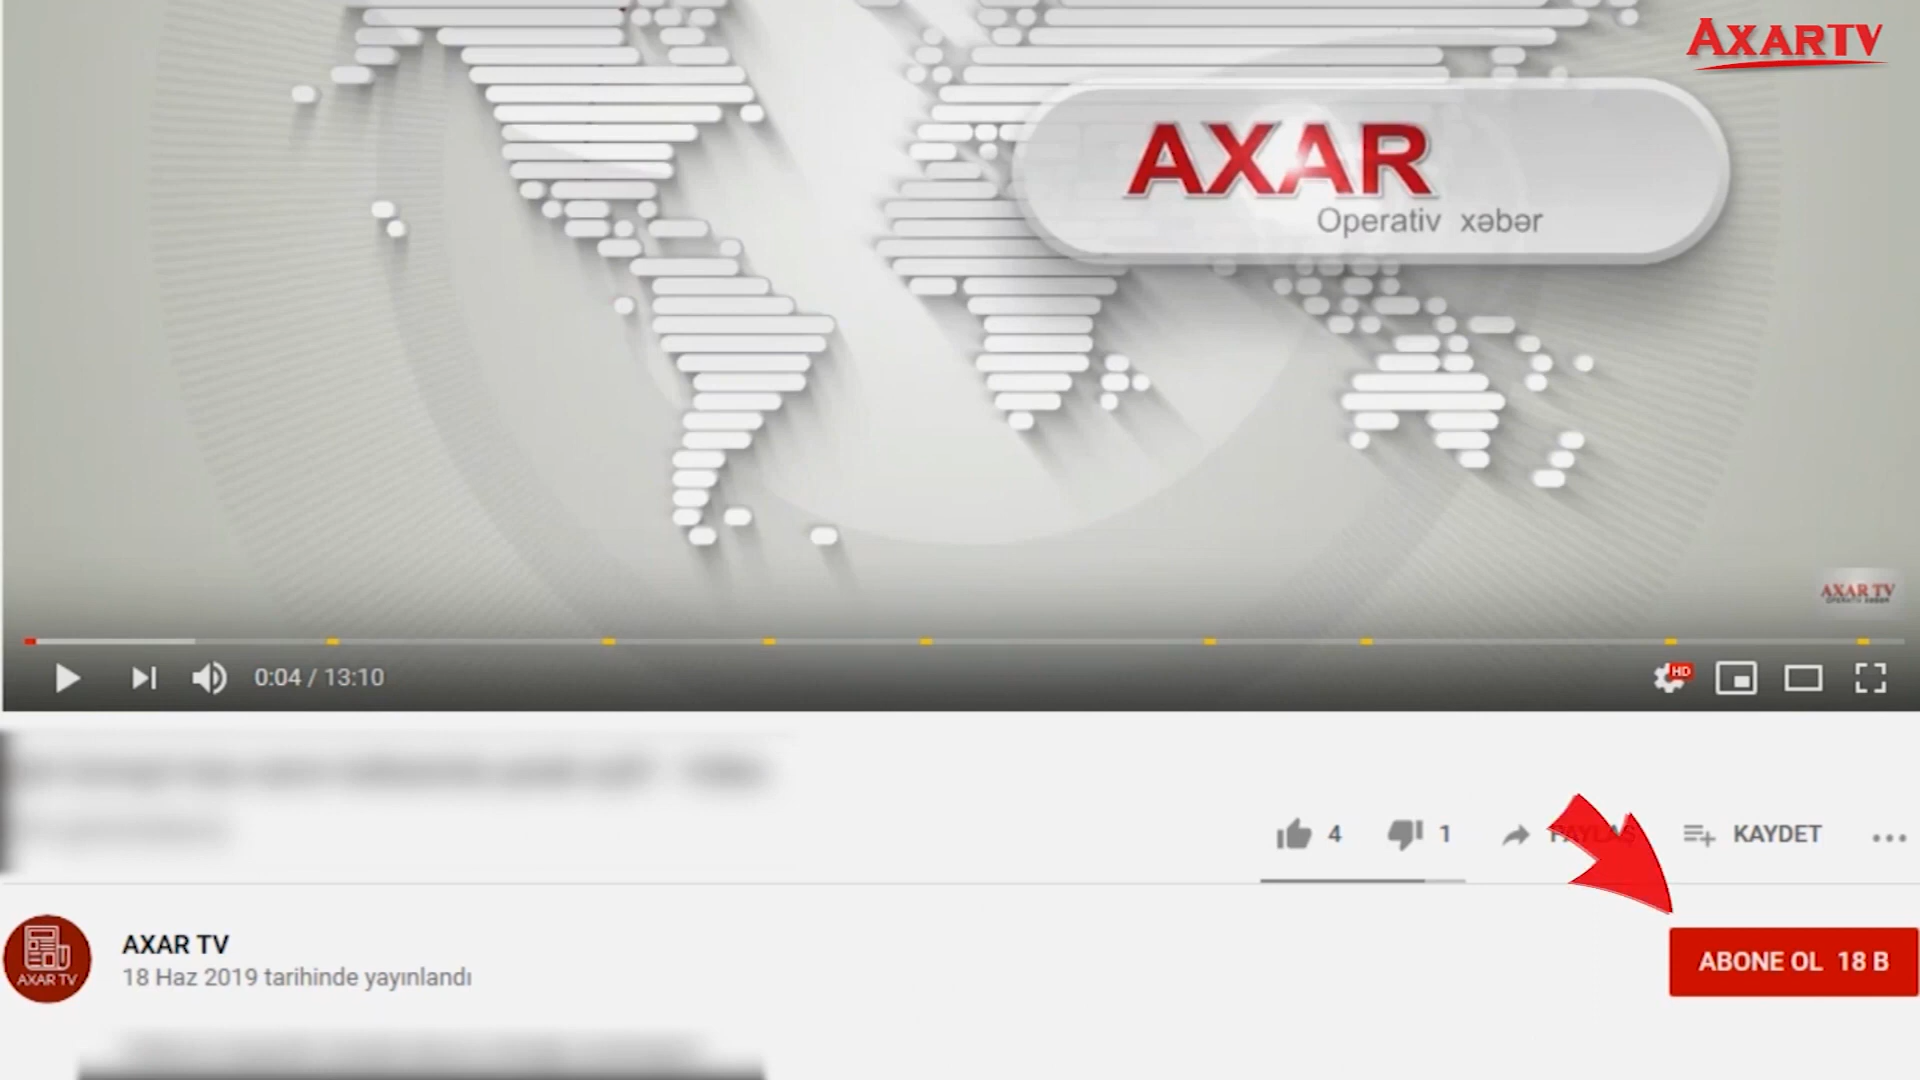 AXARTV
AXAR
Operativ xəbər
AXAR TV
0:04 / 13:10
HD
4
1
PAYLAŞ
KAYDET
AXAR TV
AXAR TV
18 Haz 2019 tarihinde yayınlandı
ABONE OL 18 B